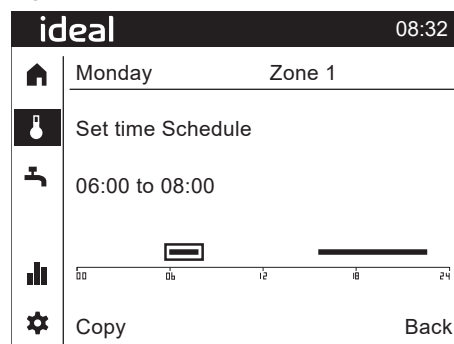 ideal 08:32
Monday Zone 1
Set time Schedule
06:00 to 08:00
00 06 12 18 24
Copy Back